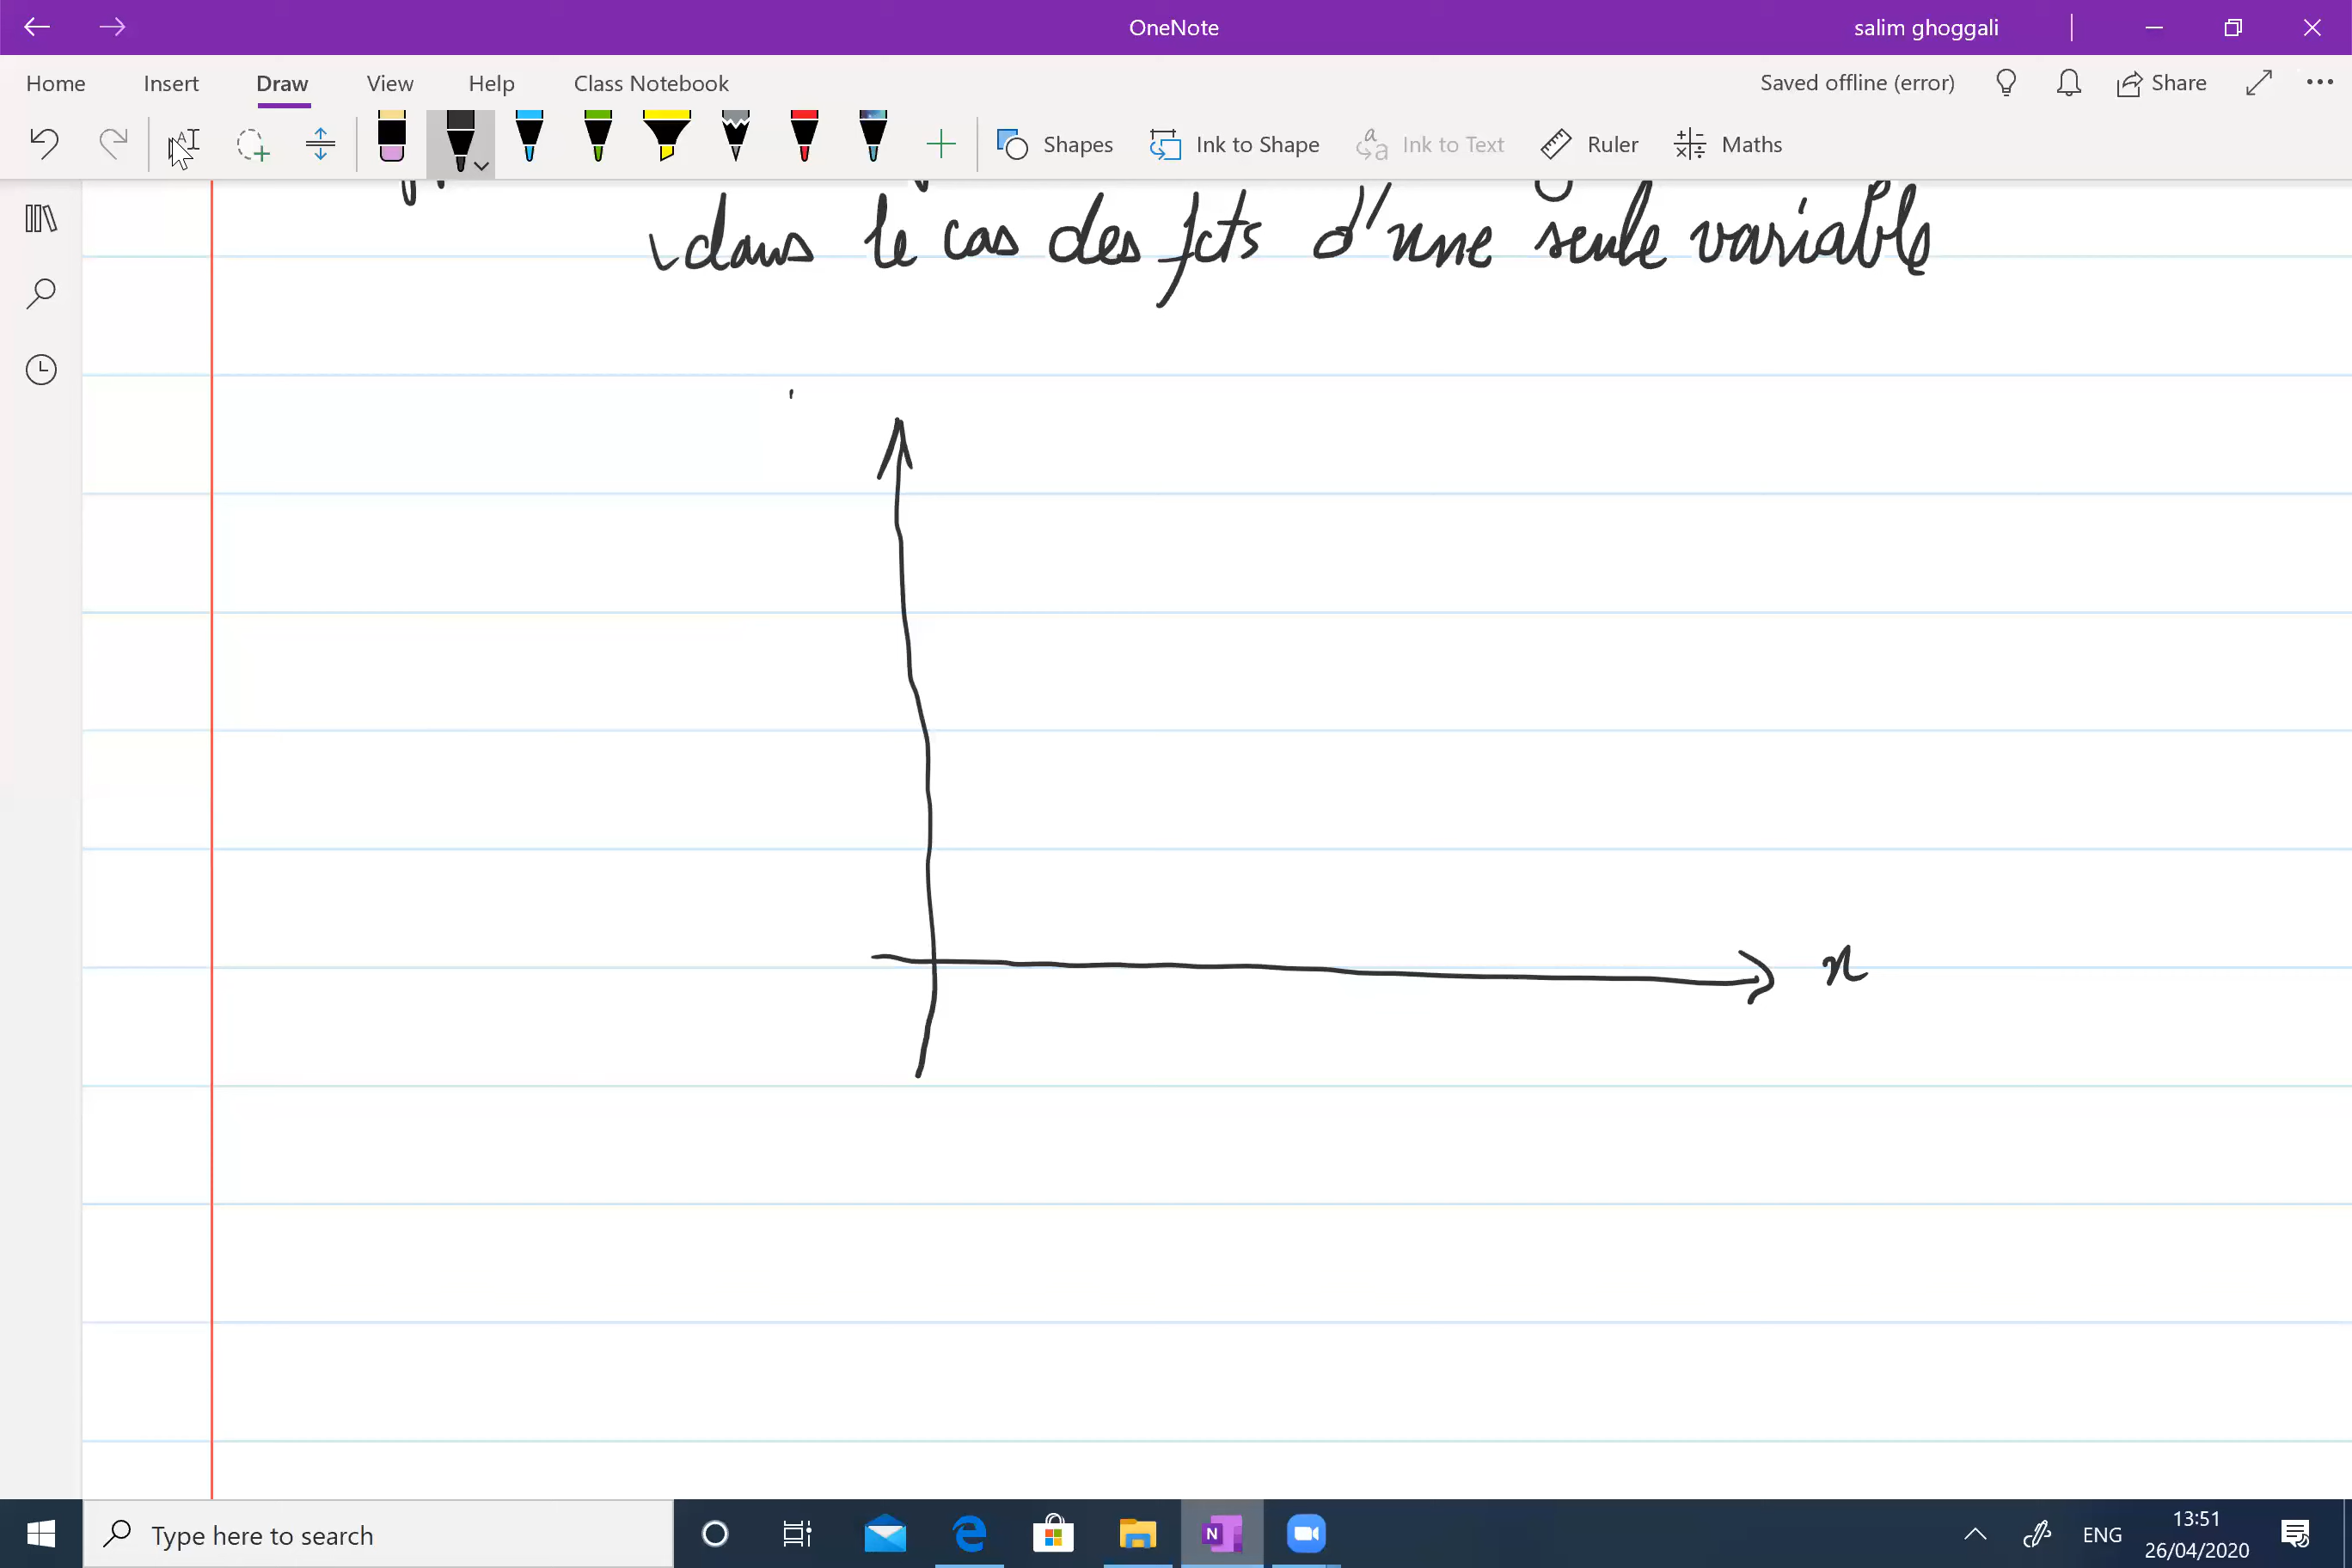 OneNote
salim ghoggali
Home Insert Draw View Help Class Notebook
Saved offline (error) Share
Shapes Ink to Shape Ink to Text Ruler Maths
dans le cas des fcts d'une seule variable
x
Type here to search
ENG
13:51
26/04/2020